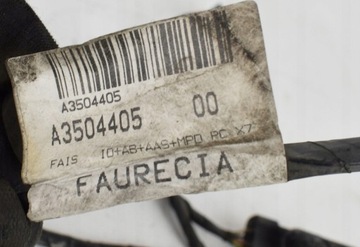 A3504405
A3504405 00
FAIS IO+AB+AAS+MPD RC X7
FAURECIA